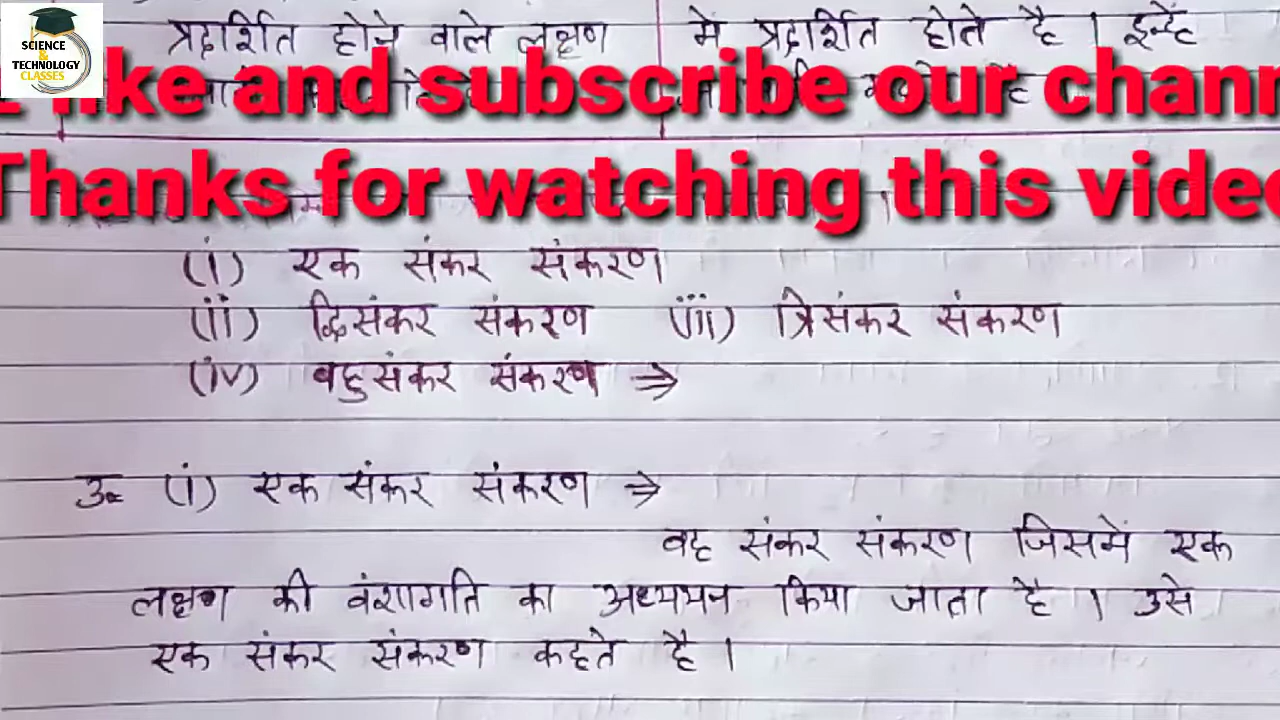 SCIENCE
&
TECHNOLOGY
CLASSES
प्रदर्शित होने वाले लक्षण में प्रदर्शित होते है । इन्हें
like and subscribe our chann
Thanks for watching this video
(i) एक संकर संकरण
(ii) द्विसंकर संकरण (iii) त्रिसंकर संकरण
(iv) बहुसंकर संकरण ⇒
उ॰ (i) एक संकर संकरण ⇒
वह संकर संकरण जिसमें एक
लक्षण की वंशागति का अध्ययन किया जाता है । उसे
एक संकर संकरण कहते है ।